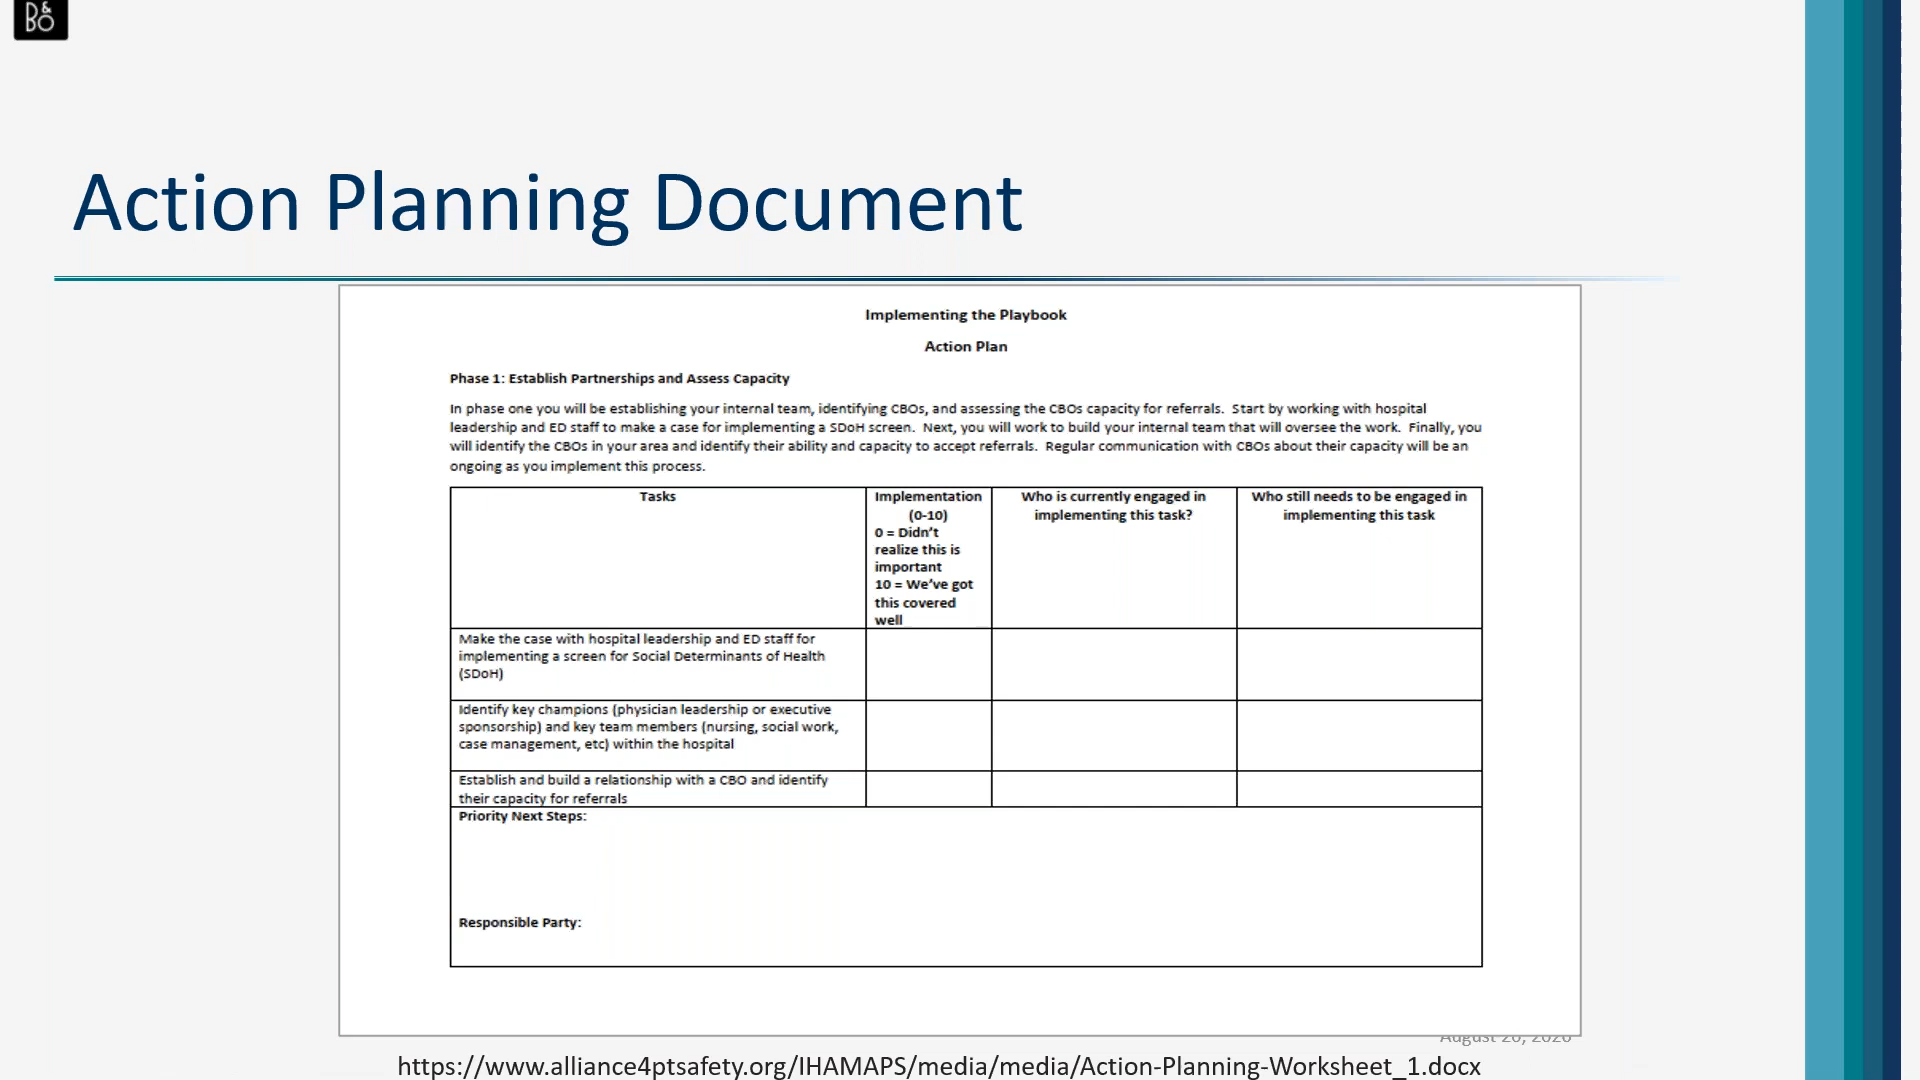 B&O
Action Planning Document
Implementing the Playbook
Action Plan
Phase 1: Establish Partnerships and Assess Capacity
In phase one you will be establishing your internal team, identifying CBOs, and assessing the CBOs capacity for referrals. Start by working with hospital
leadership and ED staff to make a case for implementing a SDoH screen. Next, you will work to build your internal team that will oversee the work. Finally, you
will identify the CBOs in your area and identify their ability and capacity to accept referrals. Regular communication with CBOs about their capacity will be an
ongoing as you implement this process.
Tasks
Implementation
(0-10)
0 = Didn't
realize this is
important
10 = We've got
this covered
well
Who is currently engaged in
implementing this task?
Who still needs to be engaged in
implementing this task
Make the case with hospital leadership and ED staff for
implementing a screen for Social Determinants of Health
(SDoH)
Identify key champions (physician leadership or executive
sponsorship) and key team members (nursing, social work,
case management, etc) within the hospital
Establish and build a relationship with a CBO and identify
their capacity for referrals
Priority Next Steps:
Responsible Party:
August
https://www.alliance4ptsafety.org/IHAMAPS/media/media/Action-Planning-Worksheet_1.docx